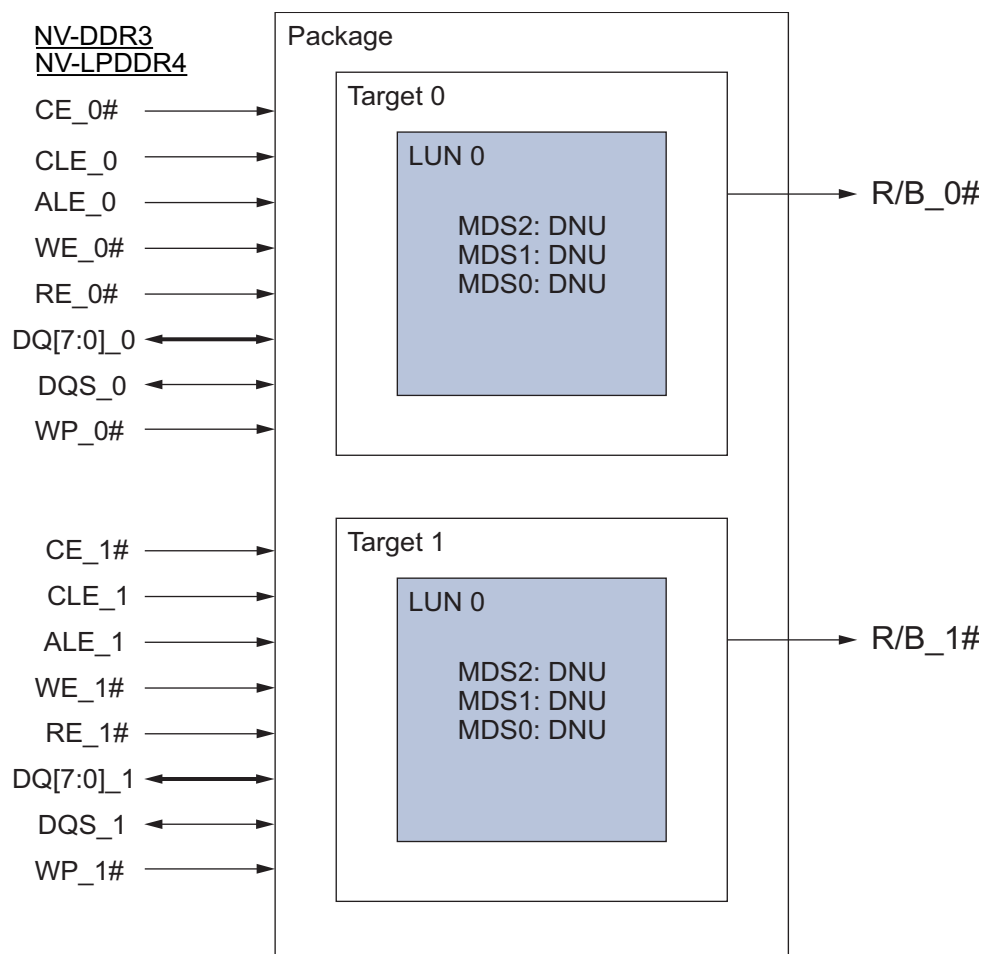 NV-DDR3
NV-LPDDR4
CE_0#
CLE_0
ALE_0
WE_0#
RE_0#
DQ[7:0]_0
DQS_0
WP_0#
Package
Target 0
LUN 0
MDS2: DNU
MDS1: DNU
MDS0: DNU
R/B_0#
CE_1#
CLE_1
ALE_1
WE_1#
RE_1#
DQ[7:0]_1
DQS_1
WP_1#
Target 1
LUN 0
MDS2: DNU
MDS1: DNU
MDS0: DNU
R/B_1#